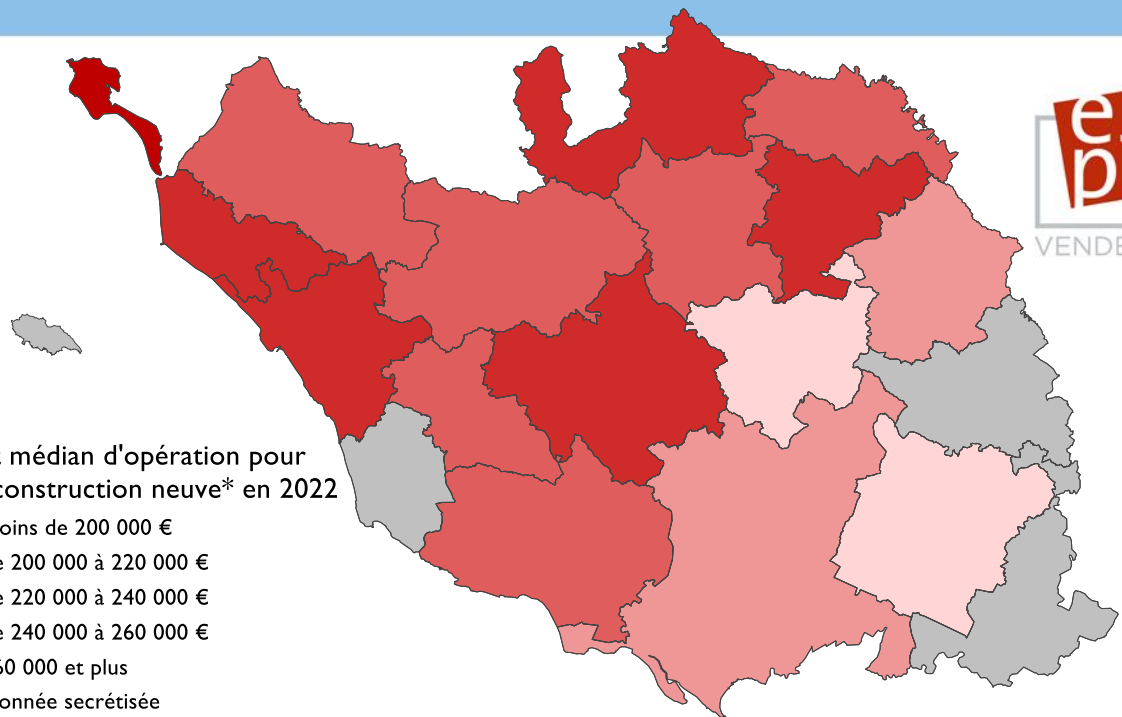 médian d'opération pour
construction neuve* en 2022
oins de 200 000 €
e 200 000 à 220 000 €
e 220 000 à 240 000 €
e 240 000 à 260 000 €
60 000 et plus
onnée secrétisée
e.
p
VENDE